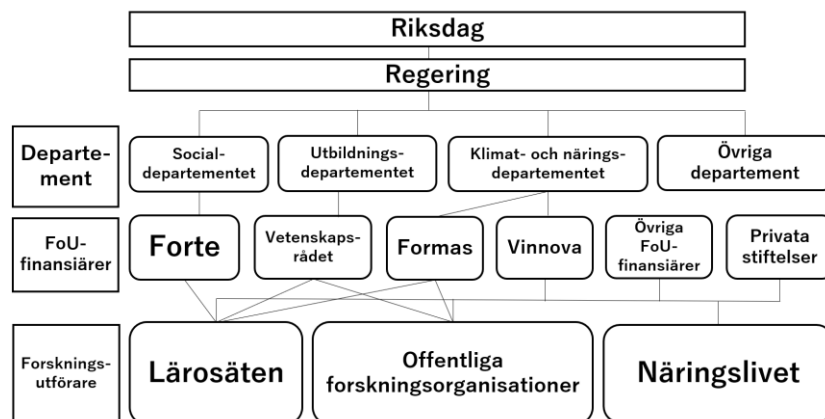 Riksdag
Regering
Departe-
ment
Social-
departementet
Utbildnings-
departementet
Klimat- och närings-
departementet
Övriga
departement
FoU-
finansiärer
Forte
Vetenskaps-
rådet
Formas
Vinnova
Övriga
FoU-
finansiärer
Privata
stiftelser
Forsknings-
utförare
Lärosäten
Offentliga
forskningsorganisationer
Näringslivet